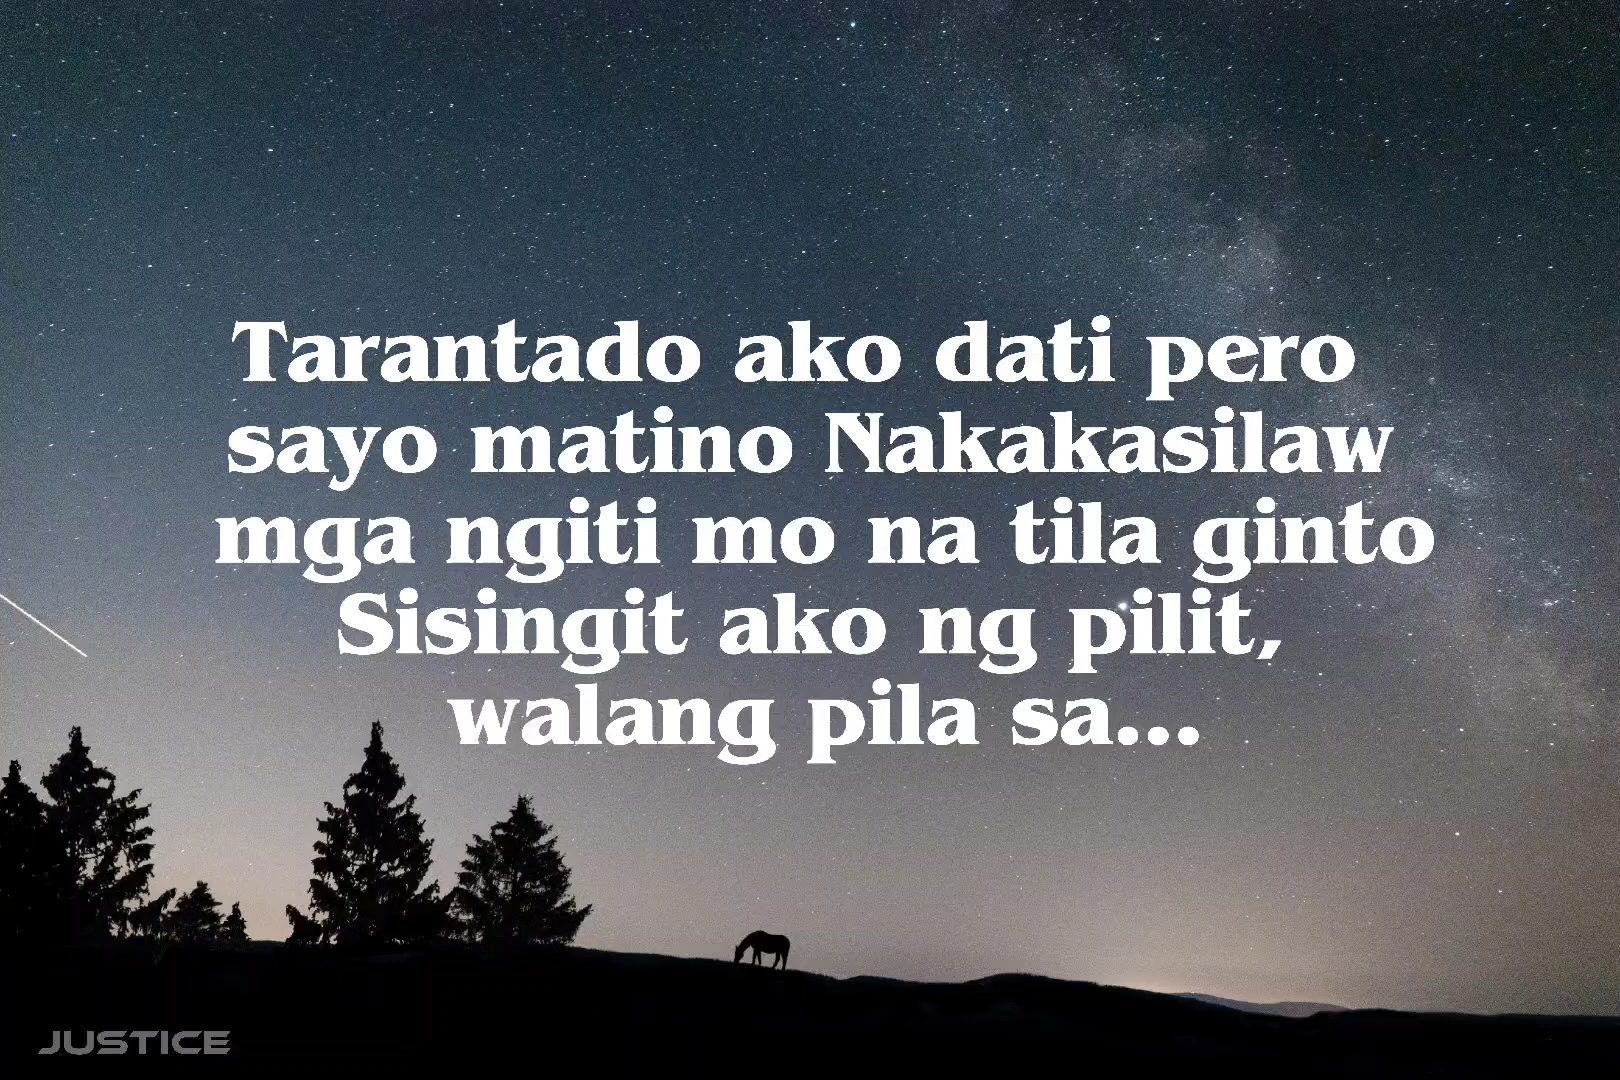 Tarantado ako dati pero
sayo matino Nakakasilaw
mga ngiti mo na tila ginto
Sisingit ako ng pilit,
walang pila sa...
JUSTICE